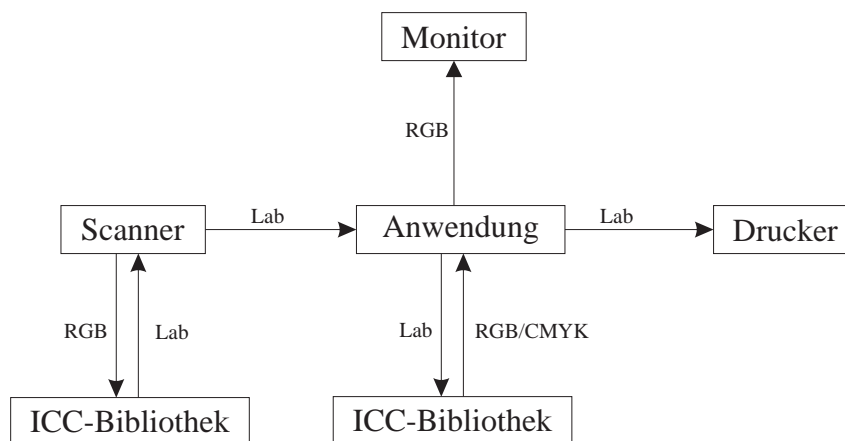 Monitor
RGB
Scanner
Lab
Anwendung
Lab
Drucker
RGB
Lab
Lab
RGB/CMYK
ICC-Bibliothek
ICC-Bibliothek